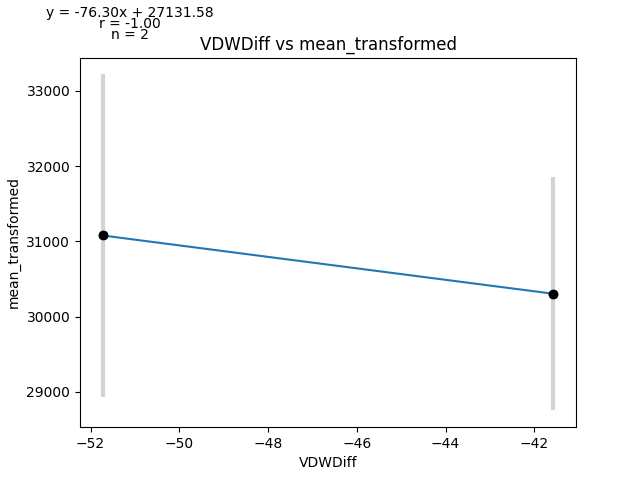 y = -76.30x + 27131.58
r = -1.00
n = 2
VDWDiff vs mean_transformed
33000
32000
31000
30000
29000
mean_transformed
−52
−50
−48
−46
−44
−42
VDWDiff